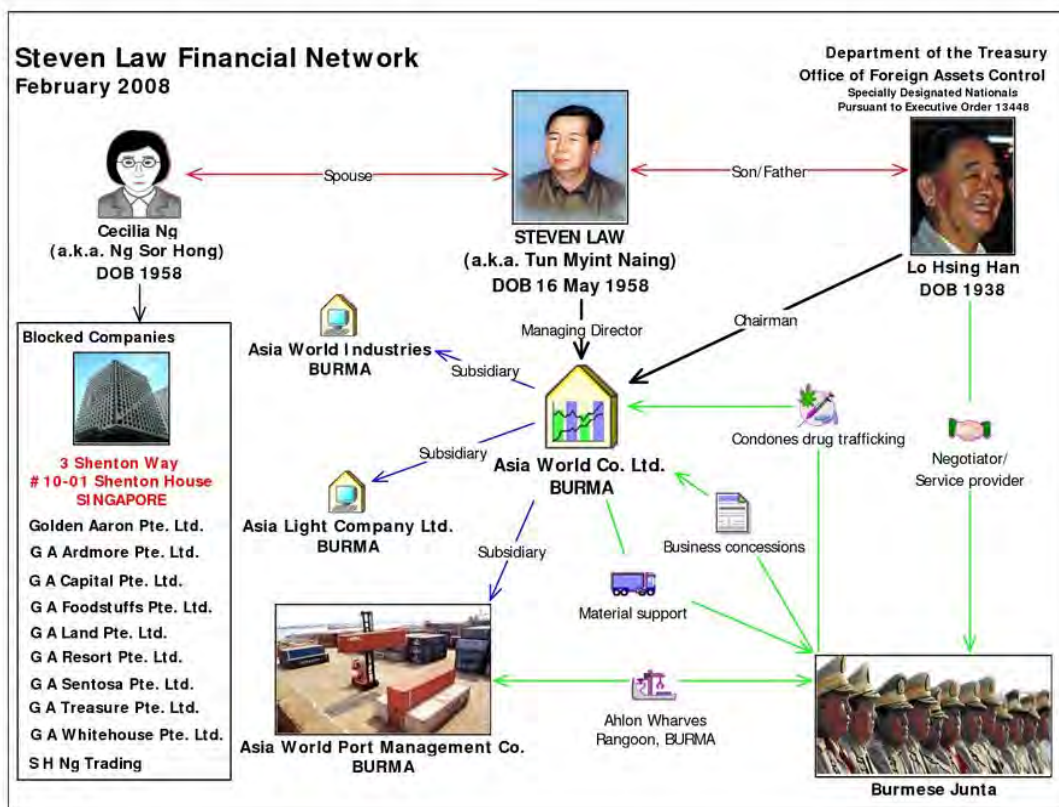 Steven Law Financial Network
February 2008
Department of the Treasury
Office of Foreign Assets Control
Specially Designated Nationals
Pursuant to Executive Order 13448
Spouse
Son/Father
Cecilia Ng
(a.k.a. Ng Sor Hong)
DOB 1958
STEVEN LAW
(a.k.a. Tun Myint Naing)
DOB 16 May 1958
Lo Hsing Han
DOB 1938
Managing Director
Chairman
Blocked Companies
3 Shenton Way
# 10-01 Shenton House
SINGAPORE
Golden Aaron Pte. Ltd.
G A Ardmore Pte. Ltd.
G A Capital Pte. Ltd.
G A Foodstuffs Pte. Ltd.
G A Land Pte. Ltd.
G A Resort Pte. Ltd.
G A Sentosa Pte. Ltd.
G A Treasure Pte. Ltd.
G A Whitehouse Pte. Ltd.
S H Ng Trading
Asia World Industries
BURMA
Subsidiary
Asia World Co. Ltd.
BURMA
Condones drug trafficking
Negotiator/
Service provider
Subsidiary
Asia Light Company Ltd.
BURMA
Subsidiary
Business concessions
Material support
Asia World Port Management Co.
BURMA
Ahlon Wharves
Rangoon, BURMA
Burmese Junta